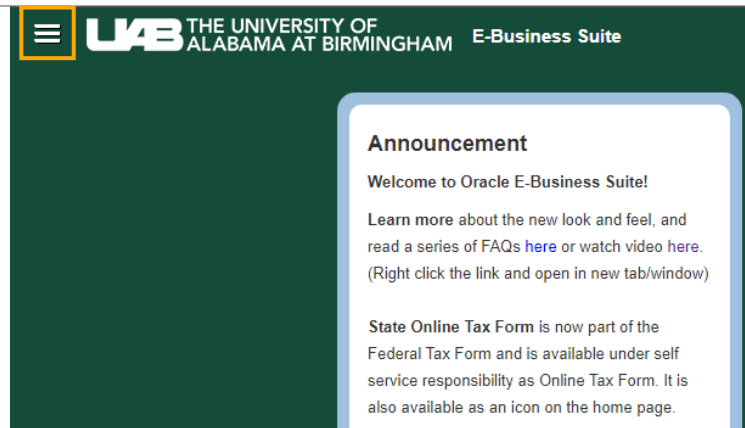 UAB THE UNIVERSITY OF
ALABAMA AT BIRMINGHAM E-Business Suite
Announcement
Welcome to Oracle E-Business Suite!
Learn more about the new look and feel, and
read a series of FAQs here or watch video here.
(Right click the link and open in new tab/window)
State Online Tax Form is now part of the
Federal Tax Form and is available under self
service responsibility as Online Tax Form. It is
also available as an icon on the home page.